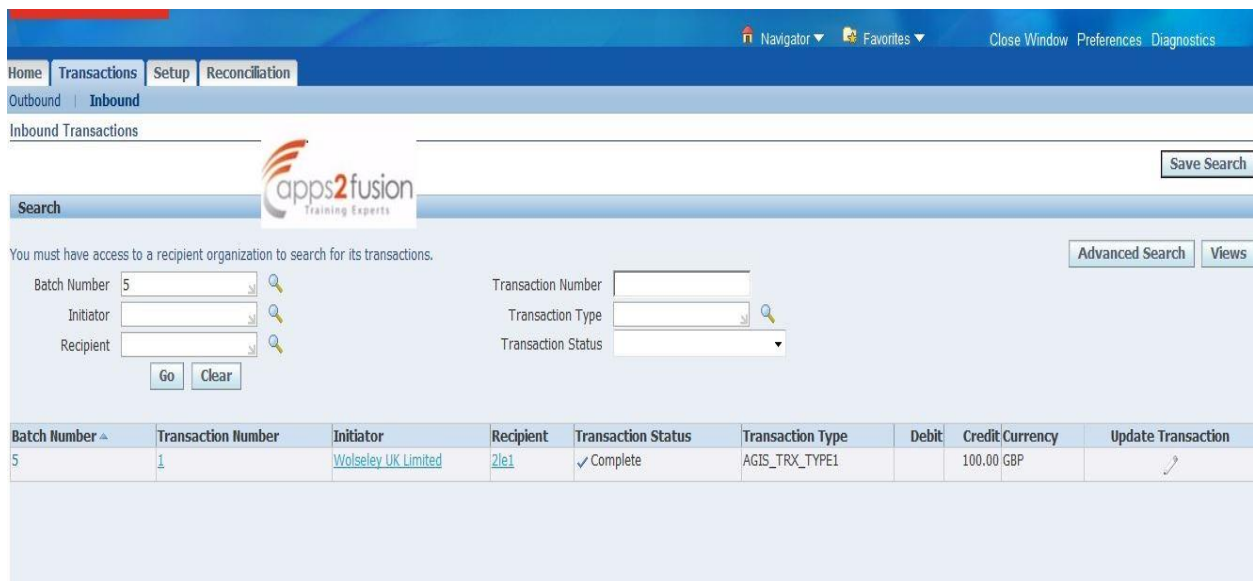 Navigator Favorites Close Window Preferences Diagnostics
Home Transactions Setup Reconciliation
Outbound | Inbound
Inbound Transactions
Save Search
apps2fusion
Training Experts
Search
You must have access to a recipient organization to search for its transactions.
Advanced Search Views
Batch Number 5 Transaction Number
Initiator Transaction Type
Recipient Transaction Status
Go Clear
Batch Number Transaction Number Initiator Recipient Transaction Status Transaction Type Debit Credit Currency Update Transaction
5 1 Wolseley UK Limited 2le1 Complete AGIS_TRX_TYPE1 100.00 GBP